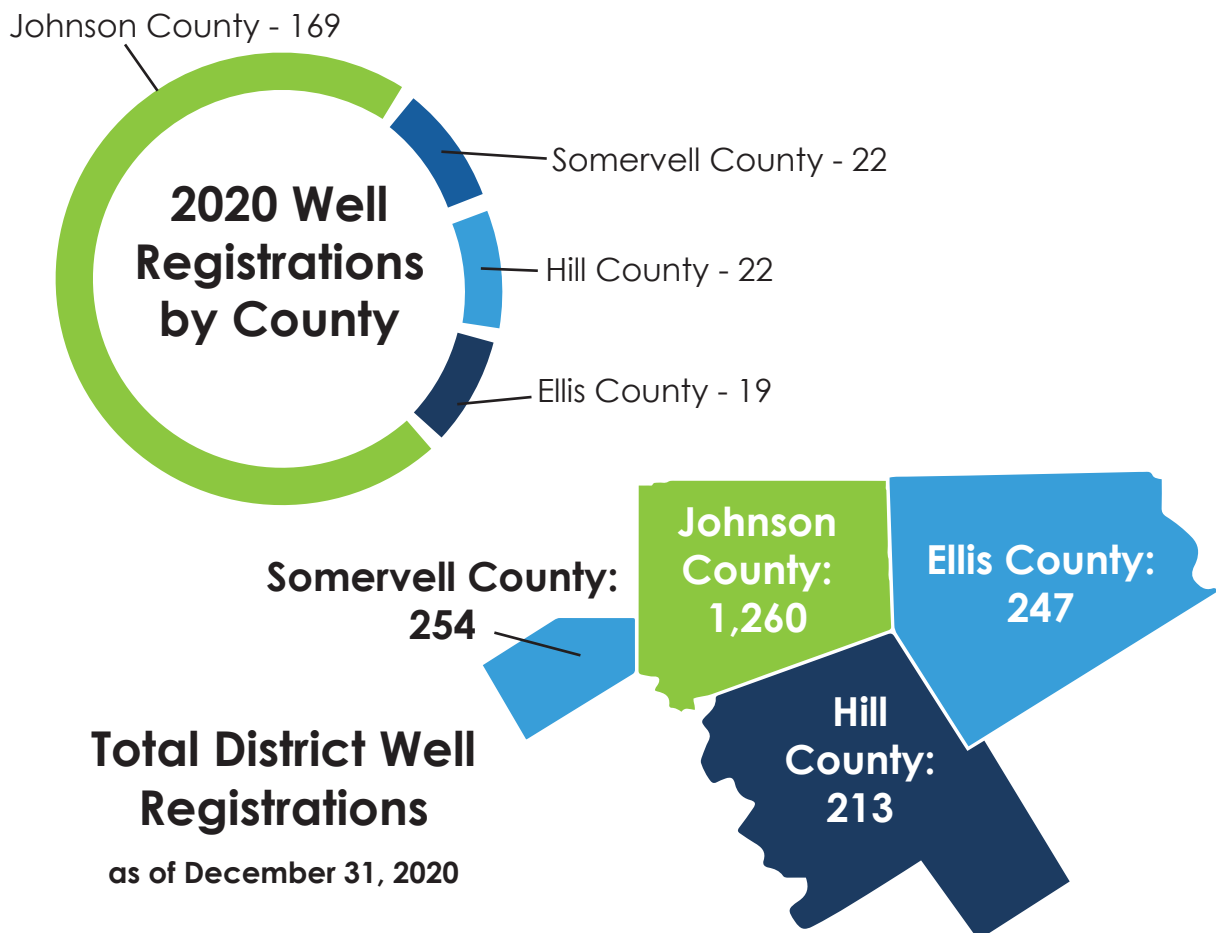 Johnson County - 169
2020 Well
Registrations
by County
Somervell County - 22
Hill County - 22
Ellis County - 19
Somervell County:
254
Johnson
County:
1,260
Ellis County:
247
Hill
County:
213
Total District Well
Registrations
as of December 31, 2020